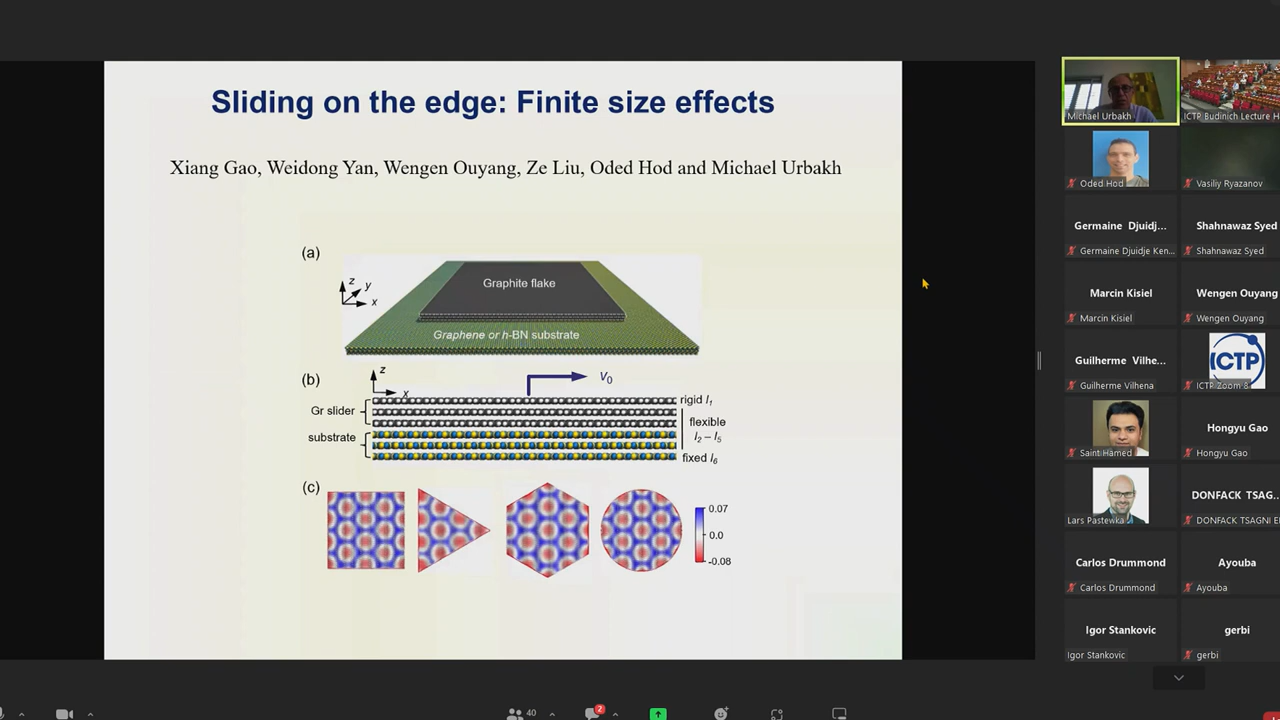 Sliding on the edge: Finite size effects
Xiang Gao, Weidong Yan, Wengen Ouyang, Ze Liu, Oded Hod and Michael Urbakh
(a)
z
y
x
Graphite flake
Graphene or h-BN substrate
(b)
z
x
V0
Gr slider
substrate
rigid l1
flexible
l2 – l5
fixed l6
(c)
0.07
0.0
-0.08
Michael Urbakh
ICTP Budinich Lecture H
Oded Hod
Vasiliy Ryazanov
Germaine Djuidj...
Germaine Djuidje Ken...
Shahnawaz Syed
Shahnawaz Syed
Marcin Kisiel
Marcin Kisiel
Wengen Ouyang
Wengen Ouyang
Guilherme Vilhe...
Guilherme Vilhena
ICTP
ICTP Zoom 8
Saint Hamed
Hongyu Gao
Hongyu Gao
Lars Pastewka
DONFACK TSAG...
DONFACK TSAGNI E
Carlos Drummond
Carlos Drummond
Ayouba
Ayouba
Igor Stankovic
Igor Stankovic
gerbi
gerbi
40
2